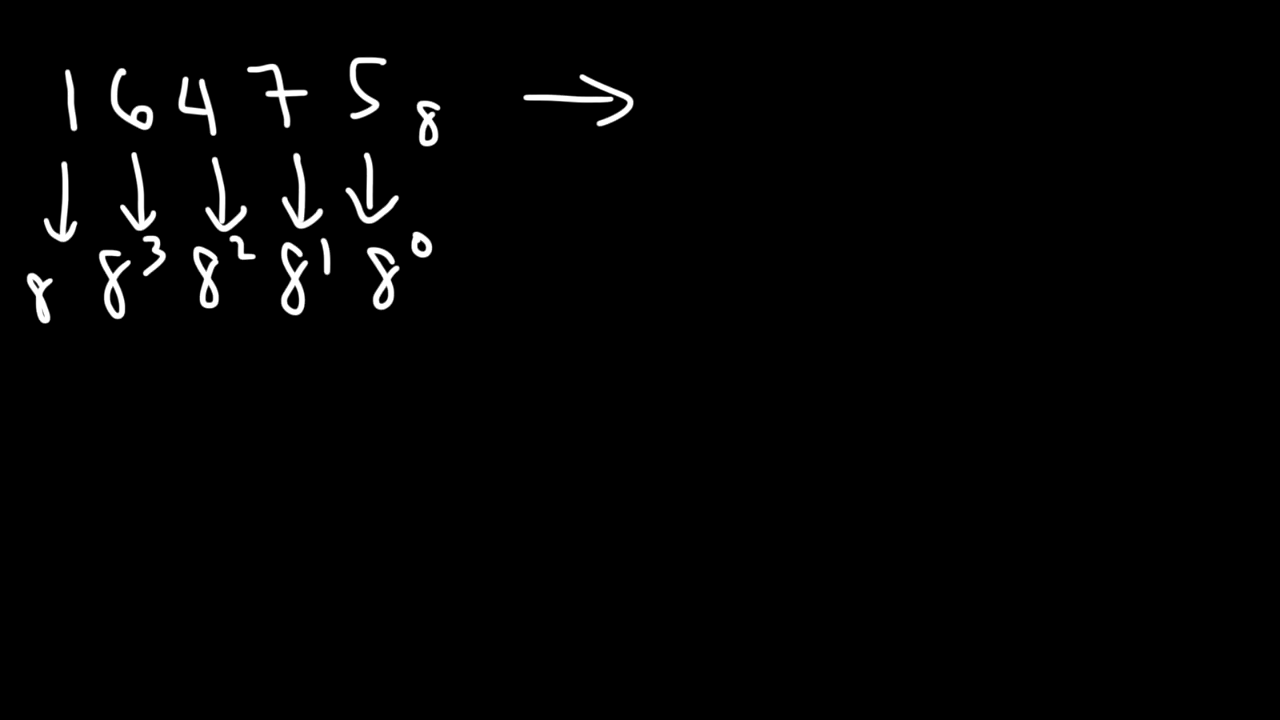 16475₈ →
↓ ↓ ↓ ↓ ↓
8 8³ 8² 8¹ 8⁰